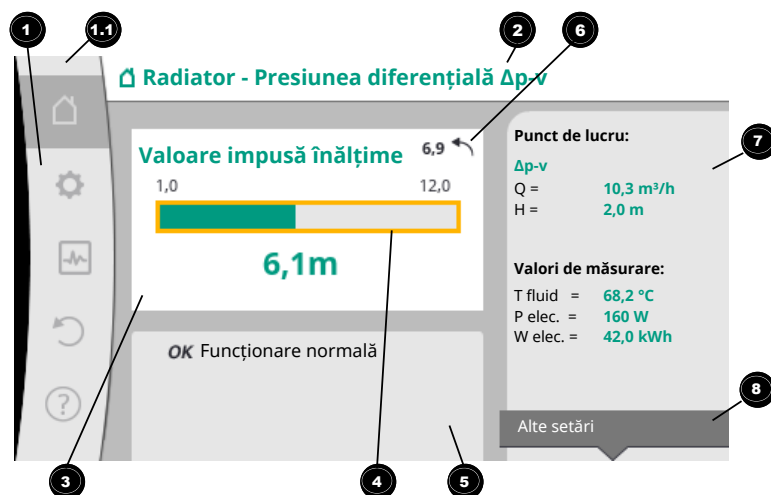 1
1.1
2
6
Radiator - Presiunea diferențială Δp-v
Valoare impusă înălțime
6,9
1,0
12,0
6,1m
OK Funcționare normală
Punct de lucru:
7
Δp-v
Q = 10,3 m³/h
H = 2,0 m
Valori de măsurare:
T fluid = 68,2 °C
P elec. = 160 W
W elec. = 42,0 kWh
8
Alte setări
?
3
4
5